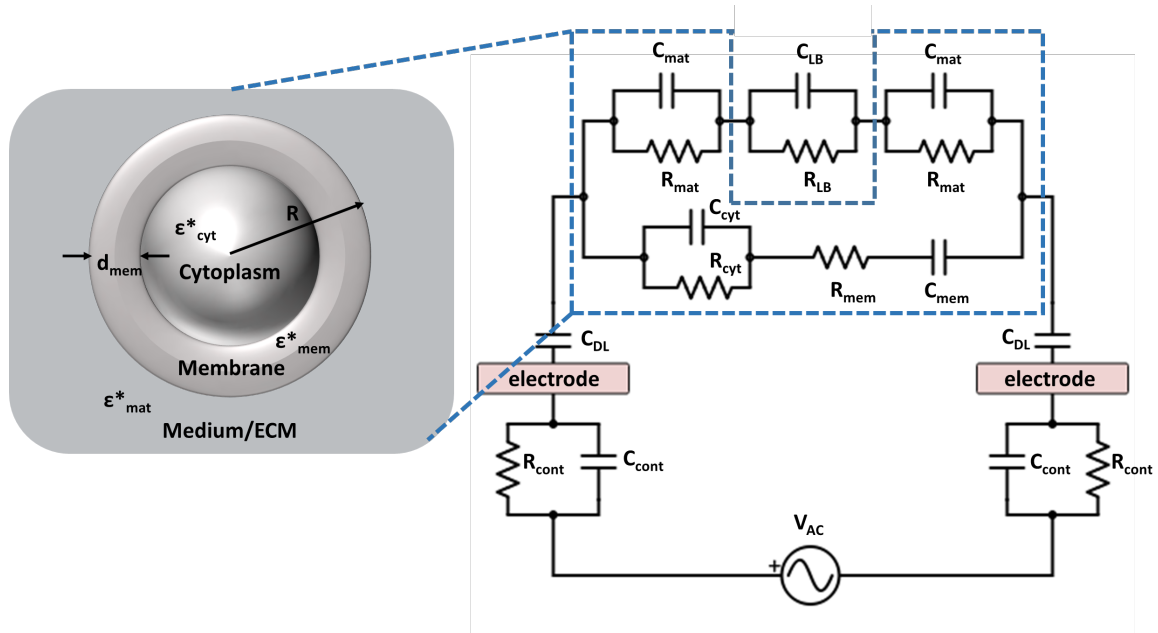 ε*cyt
R
dmem
Cytoplasm
ε*mem
Membrane
ε*mat
Medium/ECM
Cmat
CLB
Cmat
Rmat
RLB
Rmat
Ccyt
Rcyt
Rmem
Cmem
CDL
CDL
electrode
electrode
Rcont
Ccont
Ccont
Rcont
VAC
+